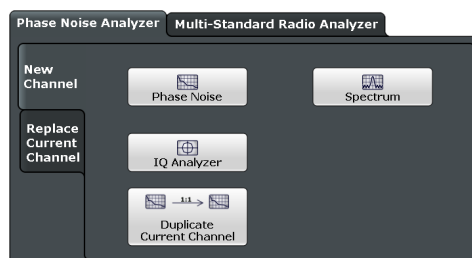 Phase Noise Analyzer
Multi-Standard Radio Analyzer
New
Channel
Phase Noise
Spectrum
Replace
Current
Channel
IQ Analyzer
1:1
Duplicate
Current Channel